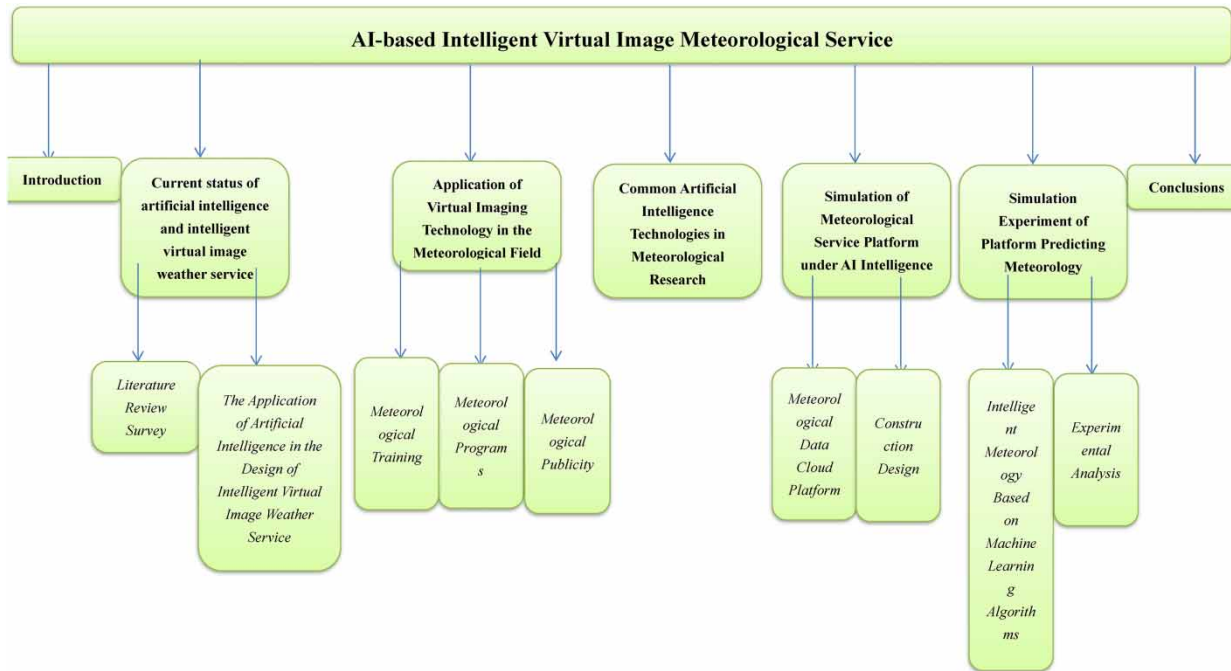 AI-based Intelligent Virtual Image Meteorological Service
Introduction
Current status of
artificial intelligence
and intelligent
virtual image
weather service
Application of
Virtual Imaging
Technology in the
Meteorological Field
Common Artificial
Intelligence
Technologies in
Meteorological
Research
Simulation of
Meteorological
Service Platform
under AI Intelligence
Simulation
Experiment of
Platform Predicting
Meteorology
Conclusions
Literature
Review
Survey
The Application
of Artificial
Intelligence in the
Design of
Intelligent Virtual
Image Weather
Service
Meteorol
ogical
Training
Meteorol
ogical
Program
s
Meteorol
ogical
Publicity
Meteorol
ogical
Data
Cloud
Platform
Constru
ction
Design
Intellige
nt
Meteorol
ogy
Based
on
Machine
Learnin
g
Algorith
ms
Experim
ental
Analysis